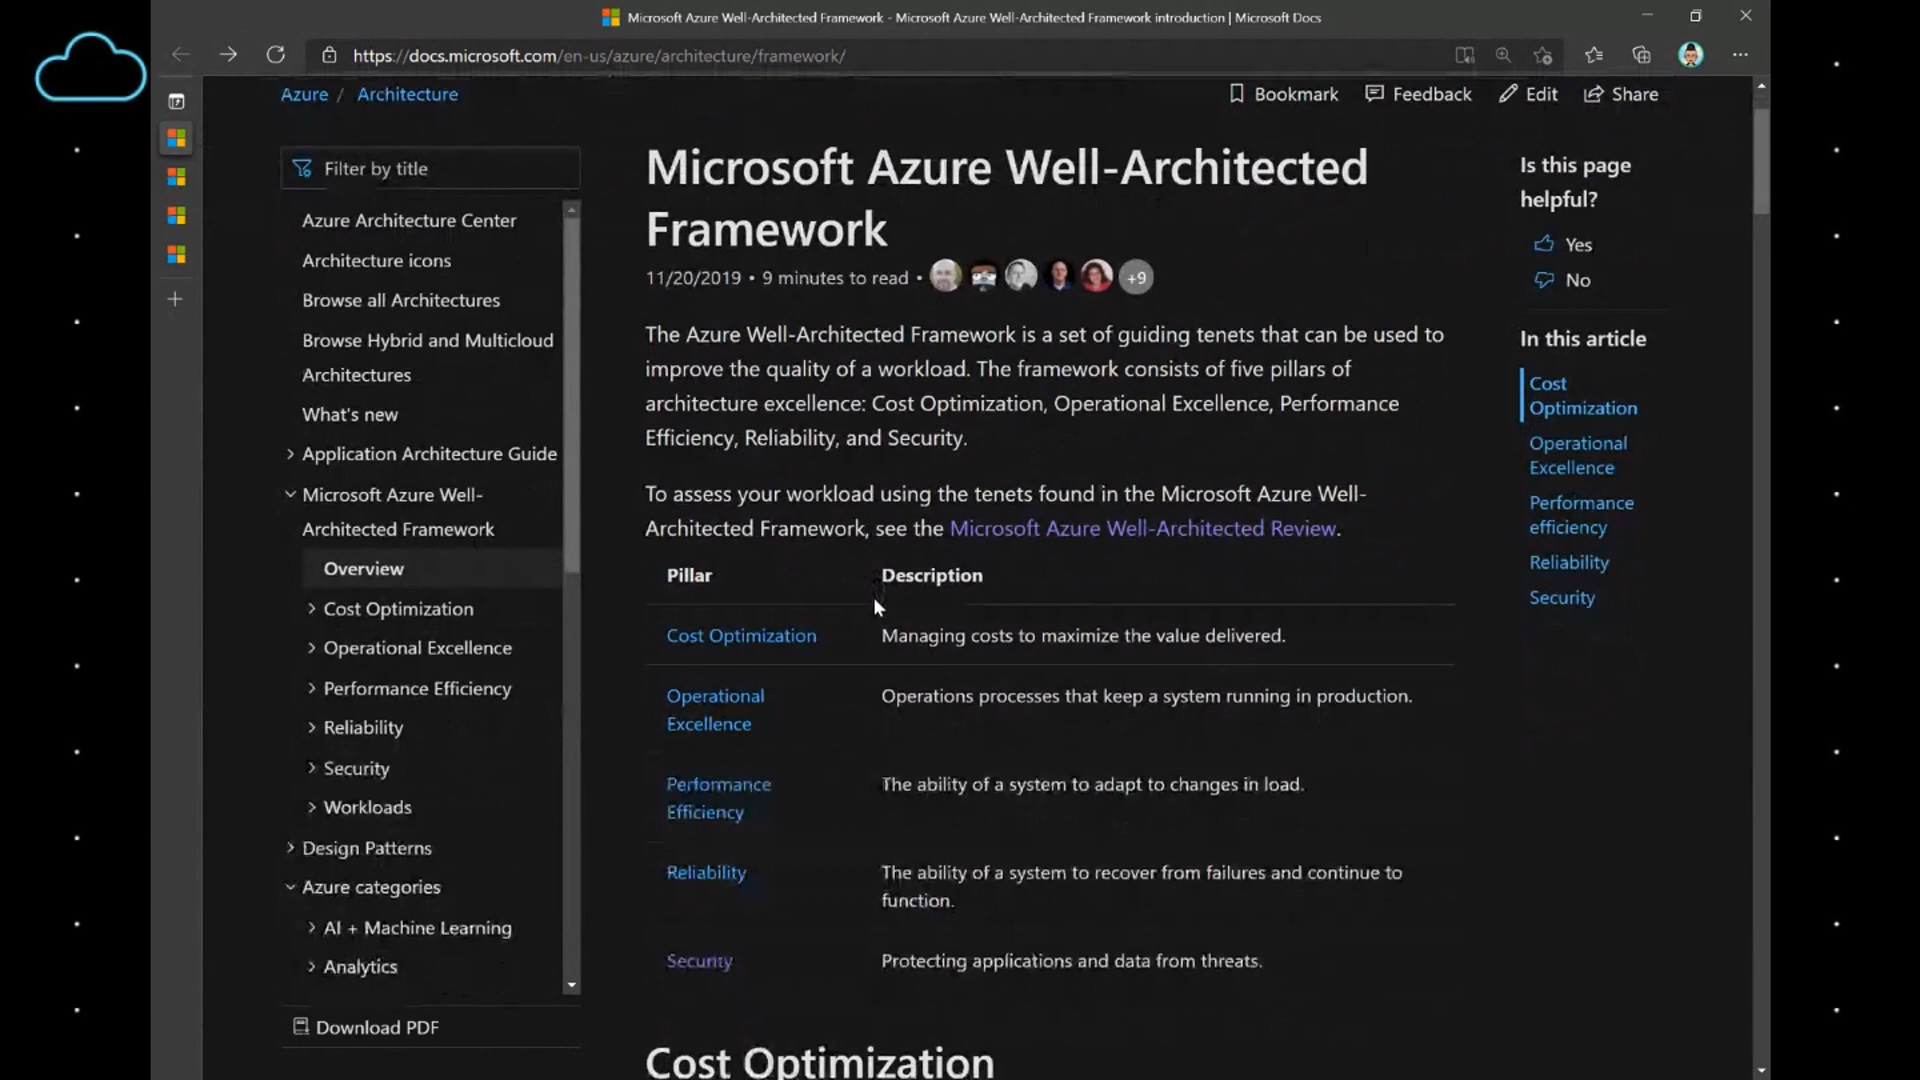 Microsoft Azure Well-Architected Framework - Microsoft Azure Well-Architected Framework introduction | Microsoft Docs
https://docs.microsoft.com/en-us/azure/architecture/framework/
Azure / Architecture
Bookmark Feedback Edit Share
Filter by title
Azure Architecture Center
Architecture icons
Browse all Architectures
Browse Hybrid and Multicloud
Architectures
What's new
Application Architecture Guide
Microsoft Azure Well-
Architected Framework
Overview
Cost Optimization
Operational Excellence
Performance Efficiency
Reliability
Security
Workloads
Design Patterns
Azure categories
AI + Machine Learning
Analytics
Download PDF
Microsoft Azure Well-Architected
Framework
11/20/2019 • 9 minutes to read • +9
The Azure Well-Architected Framework is a set of guiding tenets that can be used to
improve the quality of a workload. The framework consists of five pillars of
architecture excellence: Cost Optimization, Operational Excellence, Performance
Efficiency, Reliability, and Security.
To assess your workload using the tenets found in the Microsoft Azure Well-
Architected Framework, see the Microsoft Azure Well-Architected Review.
Pillar Description
Cost Optimization Managing costs to maximize the value delivered.
Operational Operations processes that keep a system running in production.
Excellence
Performance The ability of a system to adapt to changes in load.
Efficiency
Reliability The ability of a system to recover from failures and continue to
function.
Security Protecting applications and data from threats.
Cost Optimization
Is this page
helpful?
Yes
No
In this article
Cost
Optimization
Operational
Excellence
Performance
efficiency
Reliability
Security